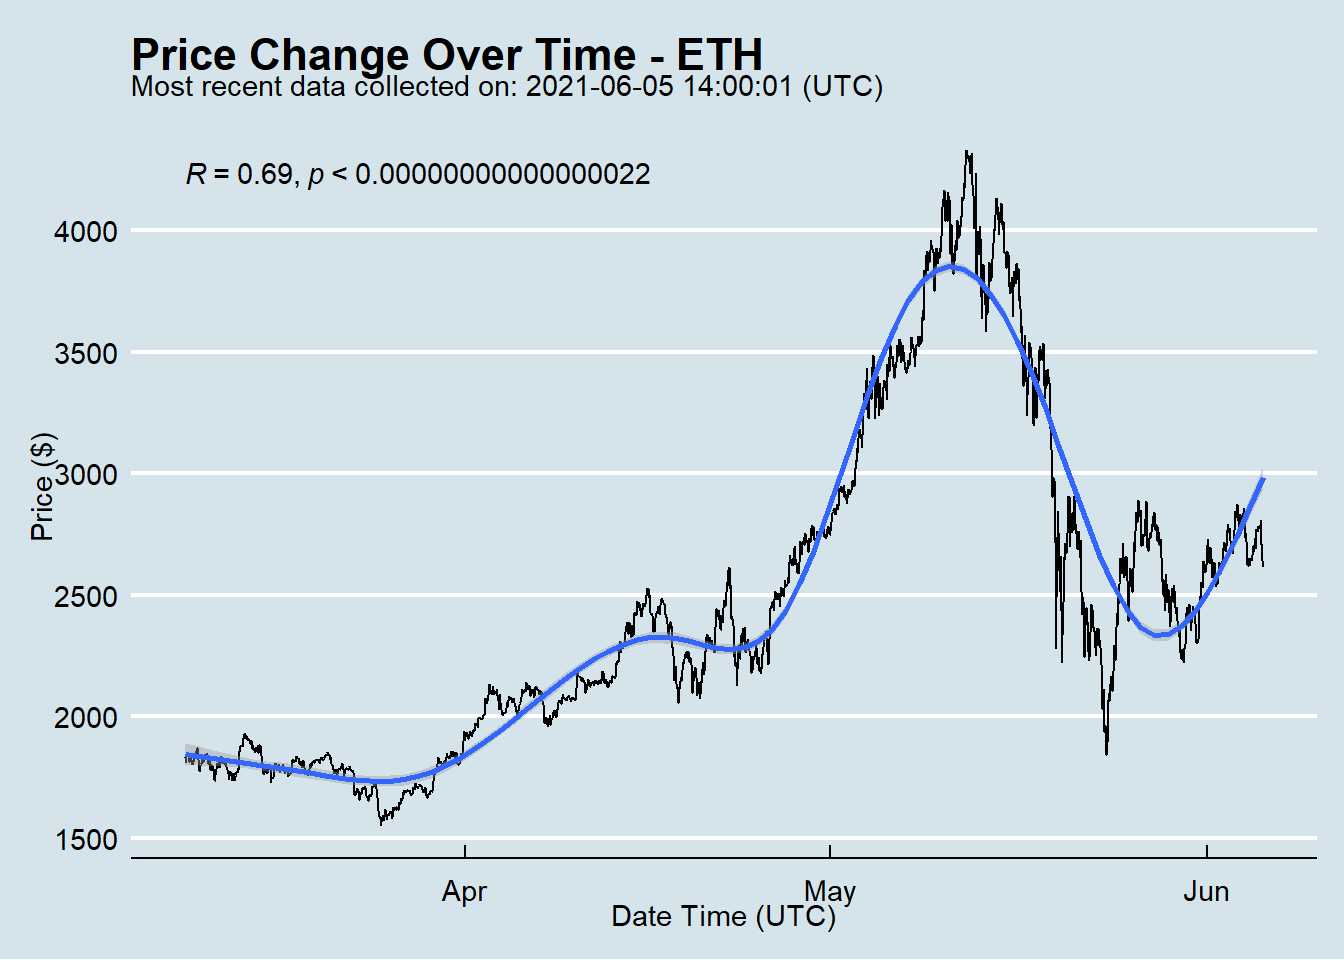 Price Change Over Time - ETH
Most recent data collected on: 2021-06-05 14:00:01 (UTC)
R = 0.69, p < 0.00000000000000022
4000
3500
3000
2500
2000
1500
Price ($)
Apr
May
Jun
Date Time (UTC)